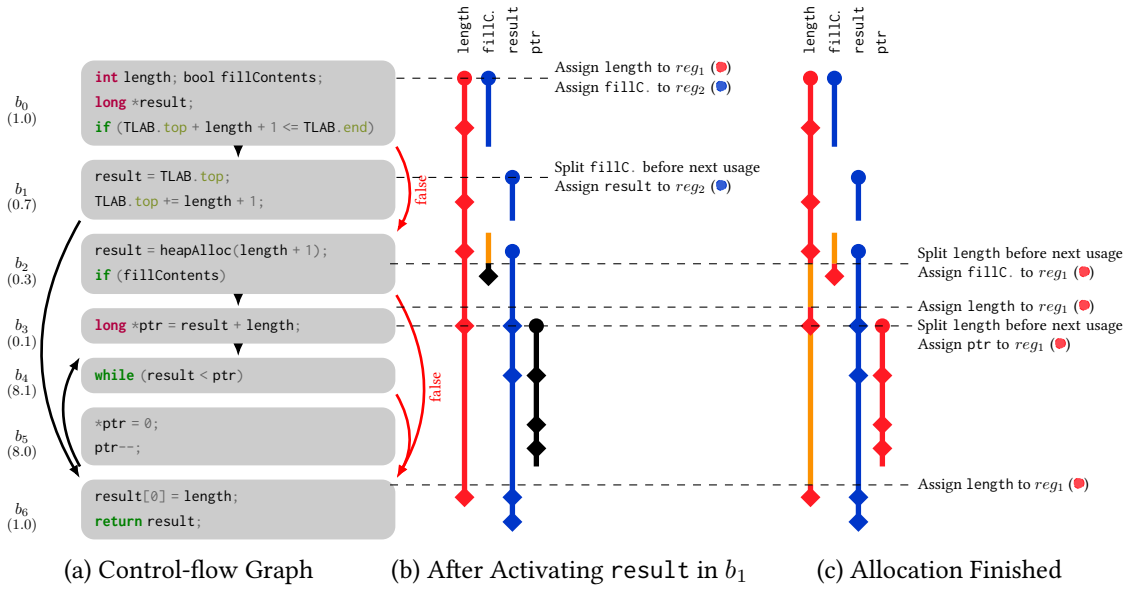 length
fillC.
result
ptr
length
fillC.
result
ptr
b0
(1.0)
int length; bool fillContents;
long *result;
if (TLAB.top + length + 1 <= TLAB.end)
Assign length to reg1 ( )
Assign fillC. to reg2 ( )
b1
(0.7)
result = TLAB.top;
TLAB.top += length + 1;
false
Split fillC. before next usage
Assign result to reg2 ( )
b2
(0.3)
result = heapAlloc(length + 1);
if (fillContents)
Split length before next usage
Assign fillC. to reg1 ( )
b3
(0.1)
long *ptr = result + length;
Assign length to reg1 ( )
Split length before next usage
Assign ptr to reg1 ( )
b4
(8.1)
while (result < ptr)
false
b5
(8.0)
*ptr = 0;
ptr--;
b6
(1.0)
result[0] = length;
return result;
Assign length to reg1 ( )
(a) Control-flow Graph
(b) After Activating result in b1
(c) Allocation Finished